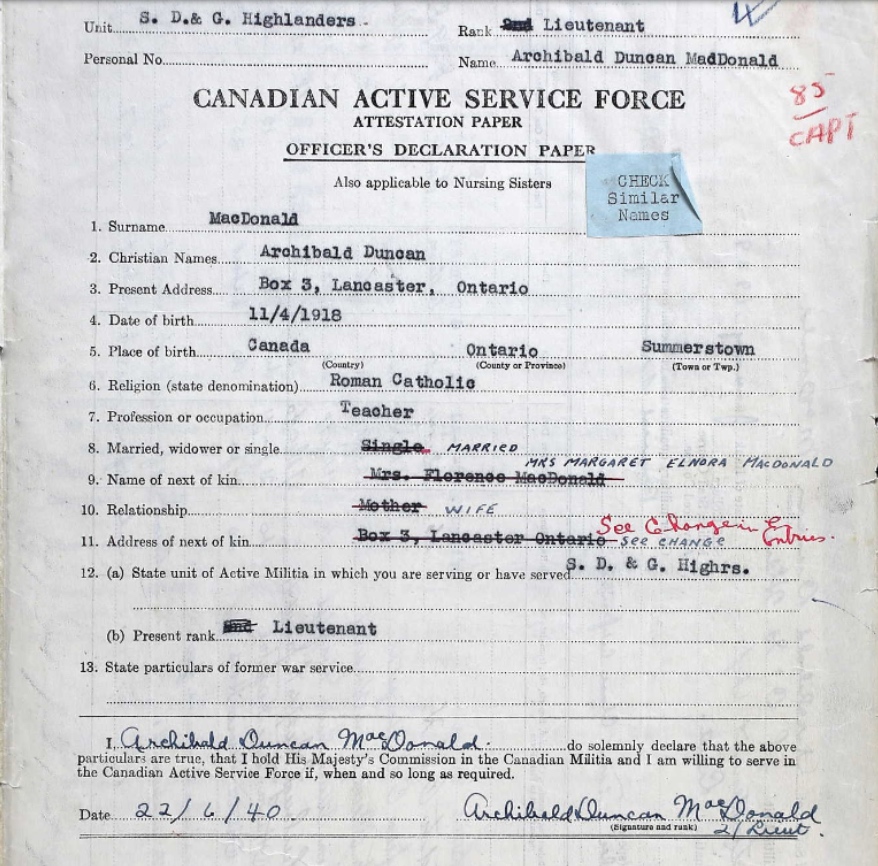 Unit S. D.& G. Highlanders. Rank 2nd Lieutenant
Personal No. Name Archibald Duncan MacDonald
CANADIAN ACTIVE SERVICE FORCE
85
CAPT
ATTESTATION PAPER
OFFICER'S DECLARATION PAPER
Also applicable to Nursing Sisters
CHECK
Similar
Names
1. Surname MacDonald
2. Christian Names Archibald Duncan
3. Present Address Box 3, Lancaster, Ontario
4. Date of birth 11/4/1918
5. Place of birth Canada Ontario Summerstown
(Country) (County or Province) (Town or Twp.)
6. Religion (state denomination) Roman Catholic
7. Profession or occupation Teacher
8. Married, widower or single Single MARRIED
MRS MARGARET ELNORA MACDONALD
9. Name of next of kin Mrs. Florence MacDonald
10. Relationship Mother WIFE
See Change in Entries.
11. Address of next of kin Box 3, Lancaster Ontario SEE CHANGE
12. (a) State unit of Active Militia in which you are serving or have served S. D. & G. Highrs.
(b) Present rank 2nd Lieutenant
13. State particulars of former war service
I, Archibald Duncan MacDonald do solemnly declare that the above
particulars are true, that I hold His Majesty's Commission in the Canadian Militia and I am willing to serve in
the Canadian Active Service Force if, when and so long as required.
Date 22/6/40. Archibald Duncan MacDonald
(Signature and rank) 2/Lieut.